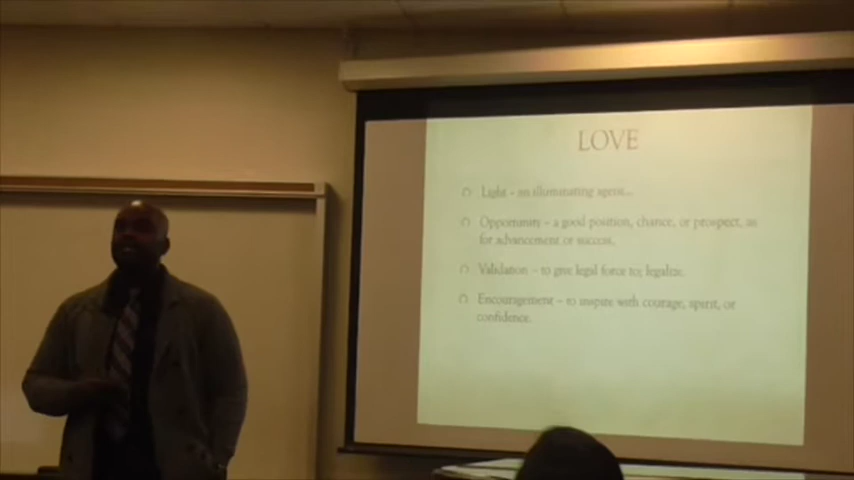 LOVE
Light – an illuminating agent...
Opportunity – a good position, chance, or prospect, as
for advancement or success.
Validation – to give legal force to; legalize.
Encouragement – to inspire with courage, spirit, or
confidence.